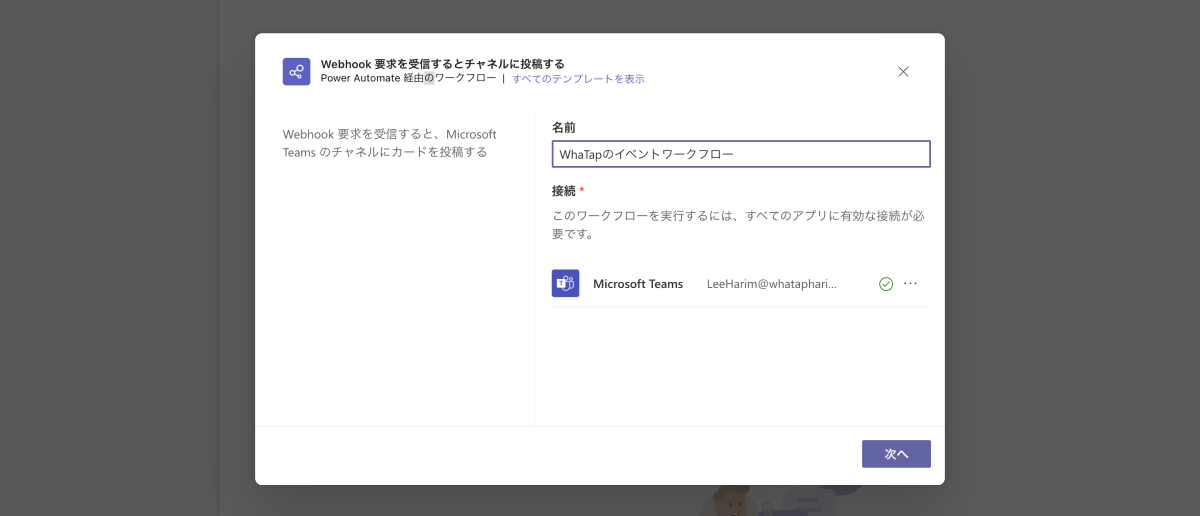 Webhook 要求を受信するとチャネルに投稿する
Power Automate 経由のワークフロー | すべてのテンプレートを表示
Webhook 要求を受信すると、Microsoft
Teams のチャネルにカードを投稿する
名前
WhaTapのイベントワークフロー
接続 *
このワークフローを実行するには、すべてのアプリに有効な接続が必
要です。
Microsoft Teams LeeHarim@whataphari...
次へ